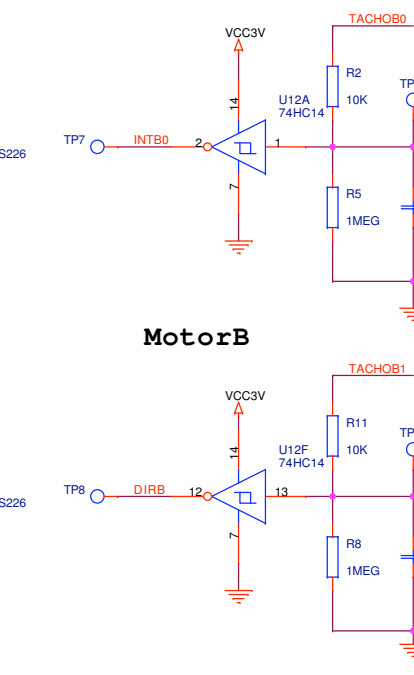 TACHOB0
VCC3V
R2
10K
TP
14
U12A
74HC14
S226
TP7
INTB0
2
1
7
R5
1MEG
MotorB
TACHOB1
VCC3V
R11
10K
TP
14
U12F
74HC14
S226
TP8
DIRB
12
13
7
R8
1MEG